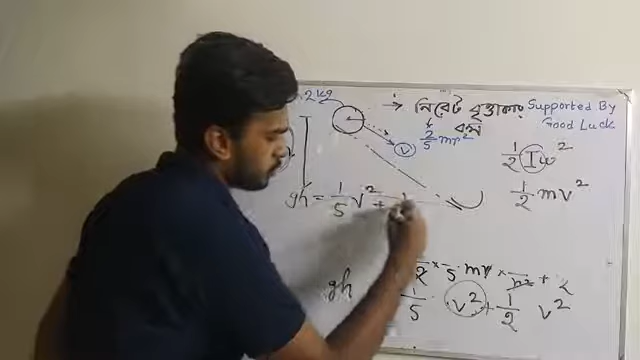 2kg
→ নিরেট বৃত্তাকার
বস্তু
2/5 mr²
Supported By
Good Luck
v
1/2 Iω²
1/2 mv²
gh = 1/5 v² +
gh
1/5 v² + 1/2 v²